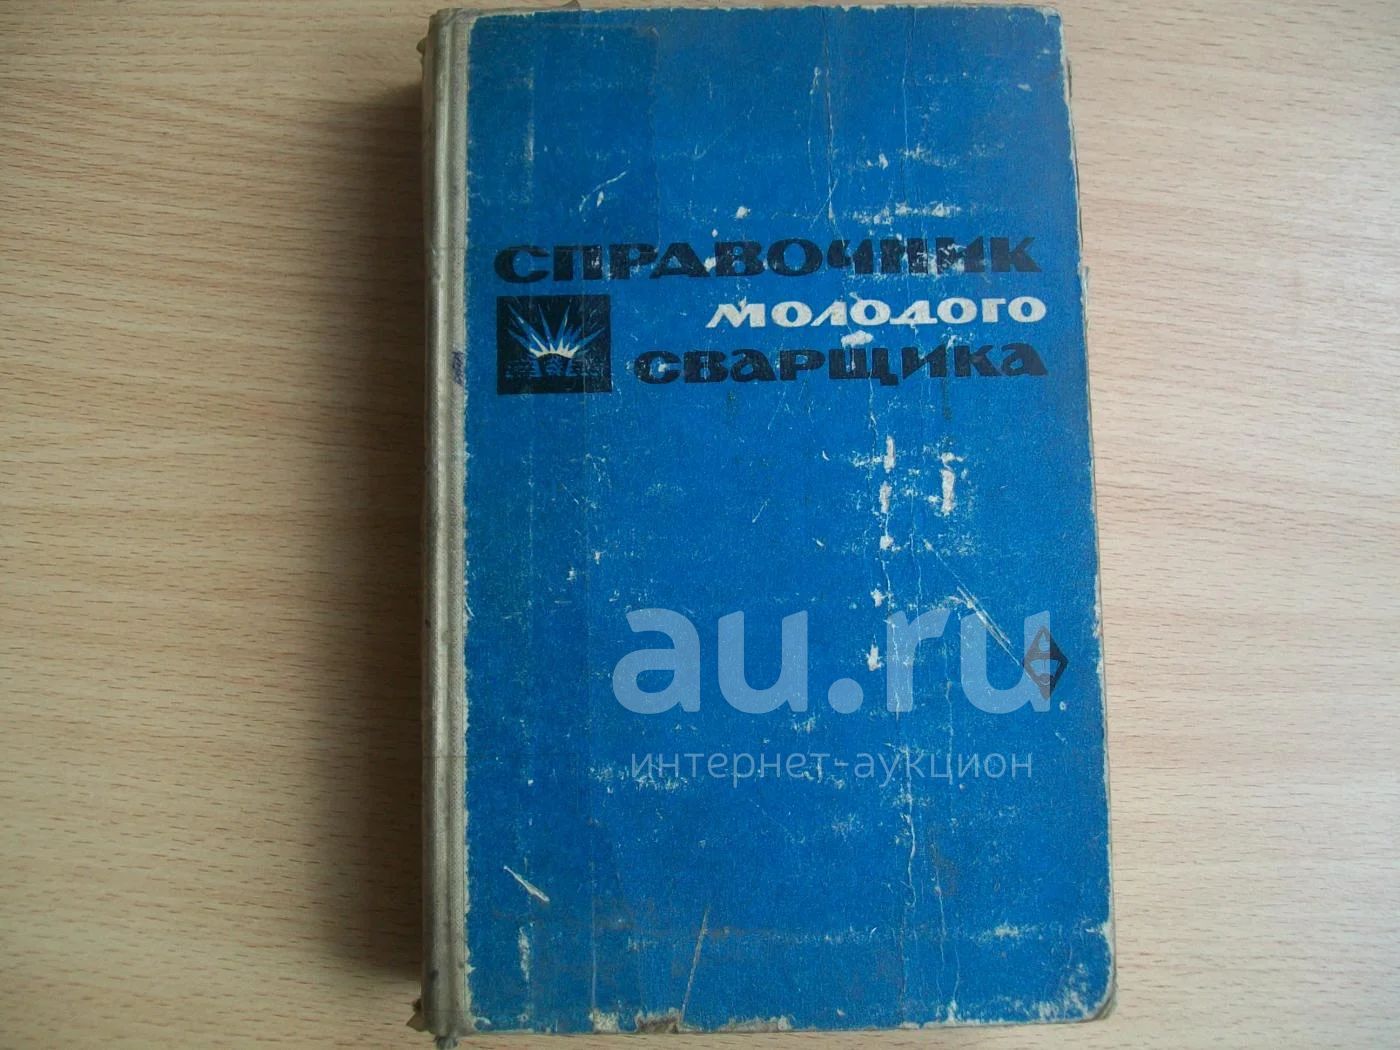 СПРАВОЧНИК
МОЛОДОГО
СВАРЩИКА
au.ru
интернет-аукцион